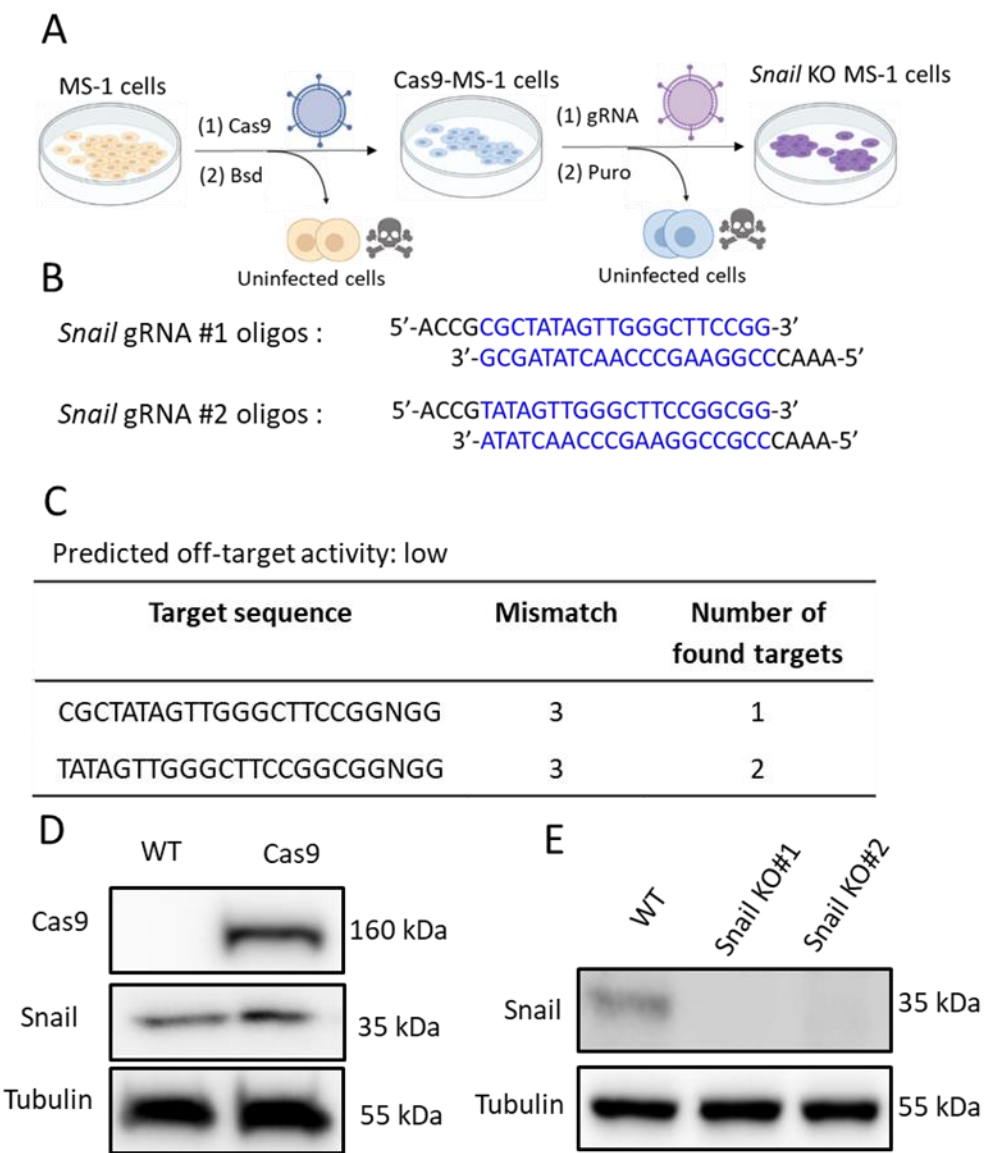 A
MS-1 cells
Cas9-MS-1 cells
Snail KO MS-1 cells
(1) Cas9
(2) Bsd
(1) gRNA
(2) Puro
Uninfected cells
Uninfected cells
B
Snail gRNA #1 oligos :
5’-ACCGCGCTATAGTTGGGCTTCCGG-3’
3’-GCGATATCAACCCGAAGGCCCAAA-5’
Snail gRNA #2 oligos :
5’-ACCGTATAGTTGGGCTTCCGGCGG-3’
3’-ATATCAACCCGAAGGCCGCCCAAA-5’
C
Predicted off-target activity: low
Target sequence Mismatch Number of
found targets
CGCTATAGTTGGGCTTCCGGNGG 3 1
TATAGTTGGGCTTCCGGCGGNGG 3 2
D
WT Cas9
Cas9 160 kDa
Snail 35 kDa
Tubulin 55 kDa
E
WT Snail KO#1 Snail KO#2
Snail 35 kDa
Tubulin 55 kDa